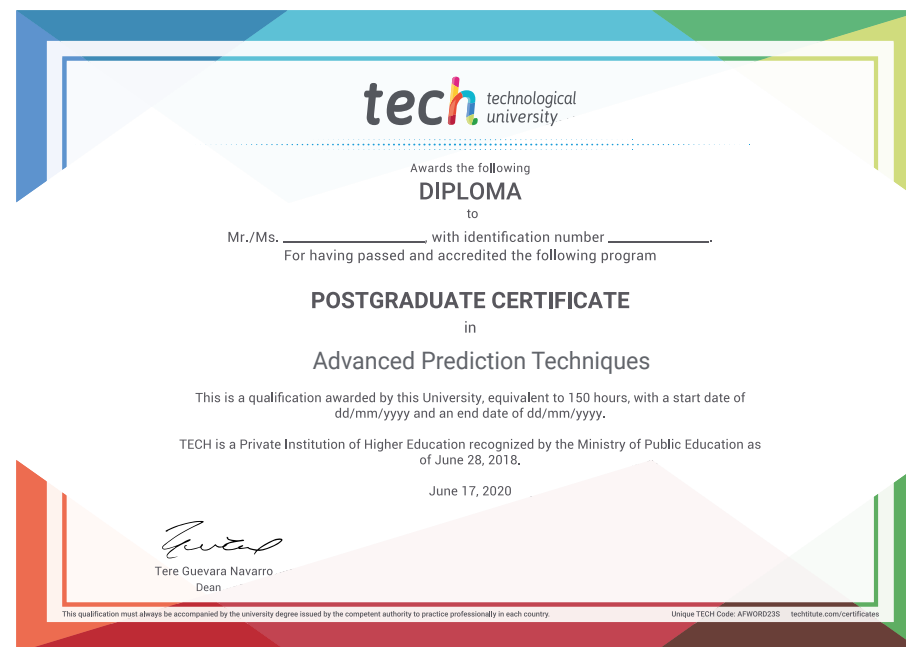 tech technological
university
Awards the following
DIPLOMA
to
Mr./Ms. ____________________, with identification number ______________.
For having passed and accredited the following program
POSTGRADUATE CERTIFICATE
in
Advanced Prediction Techniques
This is a qualification awarded by this University, equivalent to 150 hours, with a start date of
dd/mm/yyyy and an end date of dd/mm/yyyy.
TECH is a Private Institution of Higher Education recognized by the Ministry of Public Education as
of June 28, 2018.
June 17, 2020
Tere Guevara Navarro
Dean
This qualification must always be accompanied by the university degree issued by the competent authority to practice professionally in each country.
Unique TECH Code: AFWORD23S techtitute.com/certificates